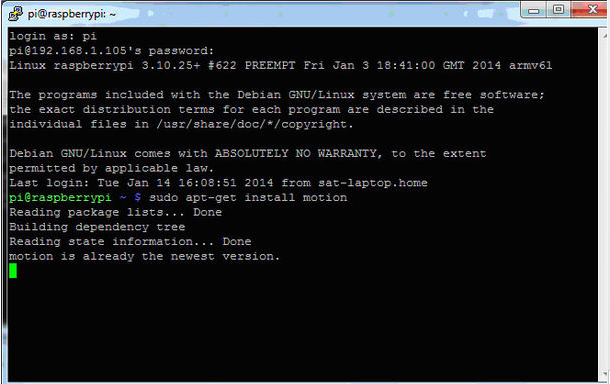 pi@raspberrypi: ~
login as: pi
pi@192.168.1.105's password:
Linux raspberrypi 3.10.25+ #622 PREEMPT Fri Jan 3 18:41:00 GMT 2014 armv6l
The programs included with the Debian GNU/Linux system are free software;
the exact distribution terms for each program are described in the
individual files in /usr/share/doc/*/copyright.
Debian GNU/Linux comes with ABSOLUTELY NO WARRANTY, to the extent
permitted by applicable law.
Last login: Tue Jan 14 16:08:51 2014 from sat-laptop.home
pi@raspberrypi ~ $ sudo apt-get install motion
Reading package lists... Done
Building dependency tree
Reading state information... Done
motion is already the newest version.